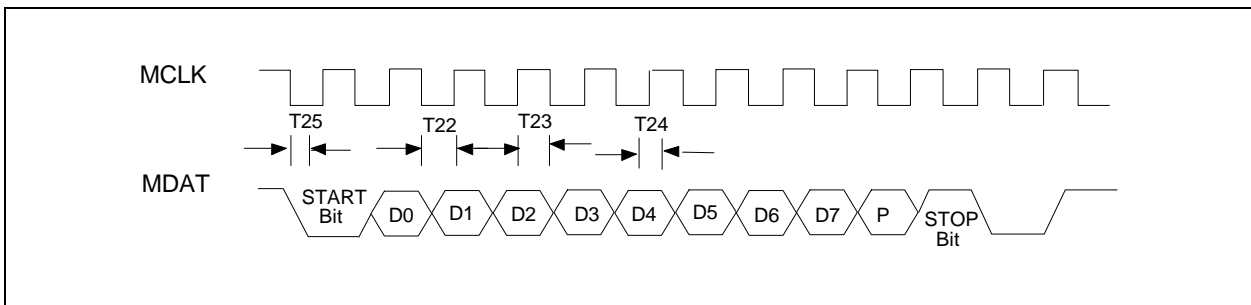 MCLK
T25
T22
T23
T24
MDAT
START
Bit
D0
D1
D2
D3
D4
D5
D6
D7
P
STOP
Bit